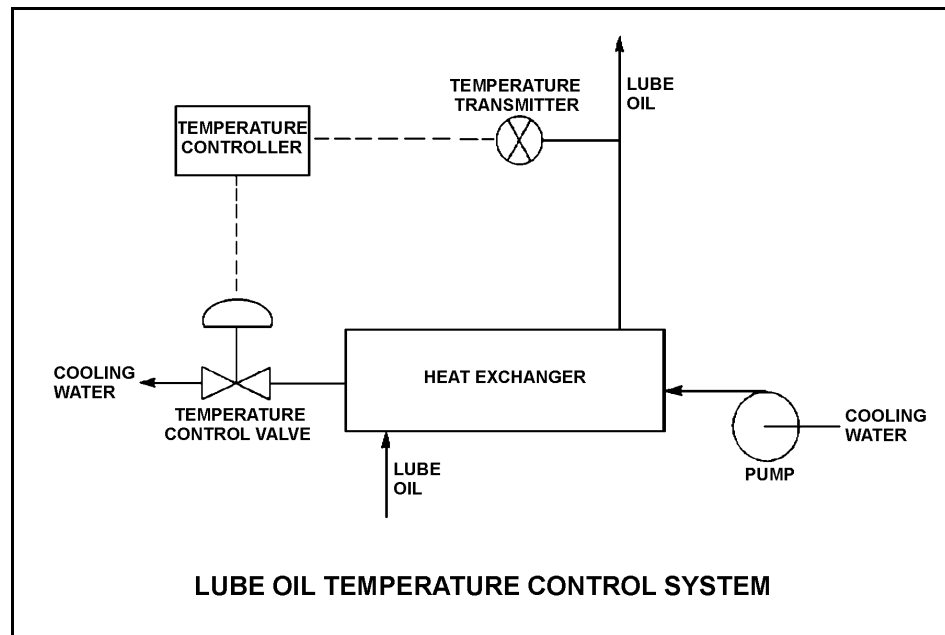 TEMPERATURE
TRANSMITTER
LUBE
OIL
TEMPERATURE
CONTROLLER
COOLING
WATER
TEMPERATURE
CONTROL VALVE
HEAT EXCHANGER
COOLING
WATER
PUMP
LUBE
OIL
LUBE OIL TEMPERATURE CONTROL SYSTEM